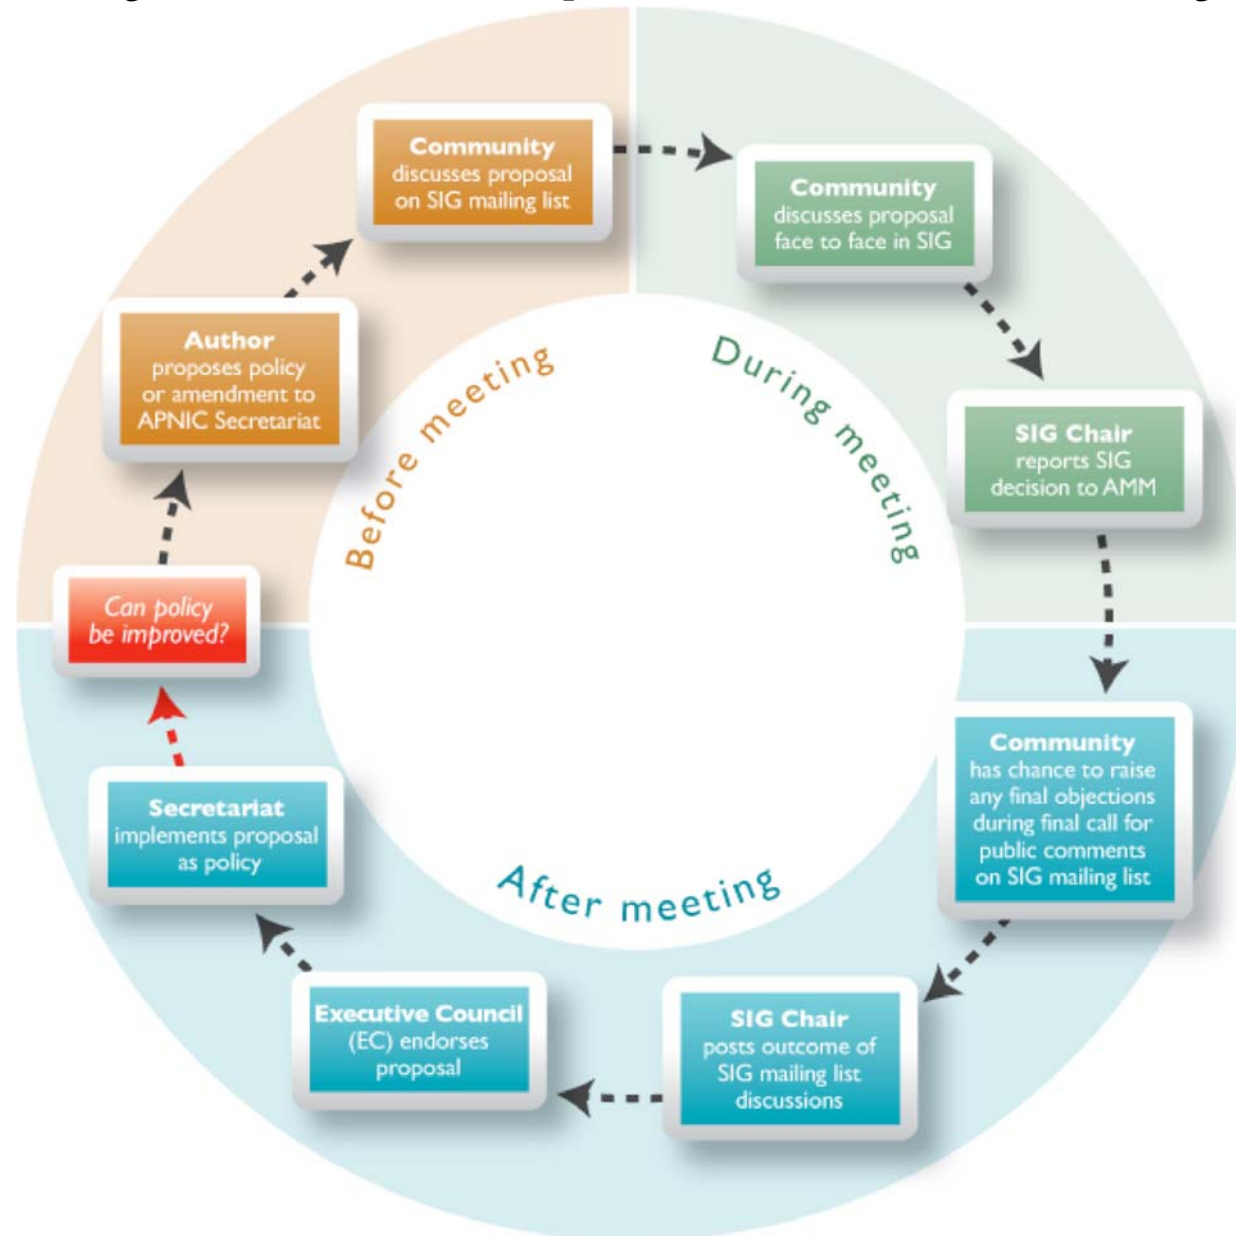 Community
discusses proposal
on SIG mailing list
Community
discusses proposal
face to face in SIG
Author
proposes policy
or amendment to
APNIC Secretariat
Before meeting
During meeting
SIG Chair
reports SIG
decision to AMM
Can policy
be improved?
Community
has chance to raise
any final objections
during final call for
public comments
on SIG mailing list
Secretariat
implements proposal
as policy
After meeting
Executive Council
(EC) endorses
proposal
SIG Chair
posts outcome of
SIG mailing list
discussions